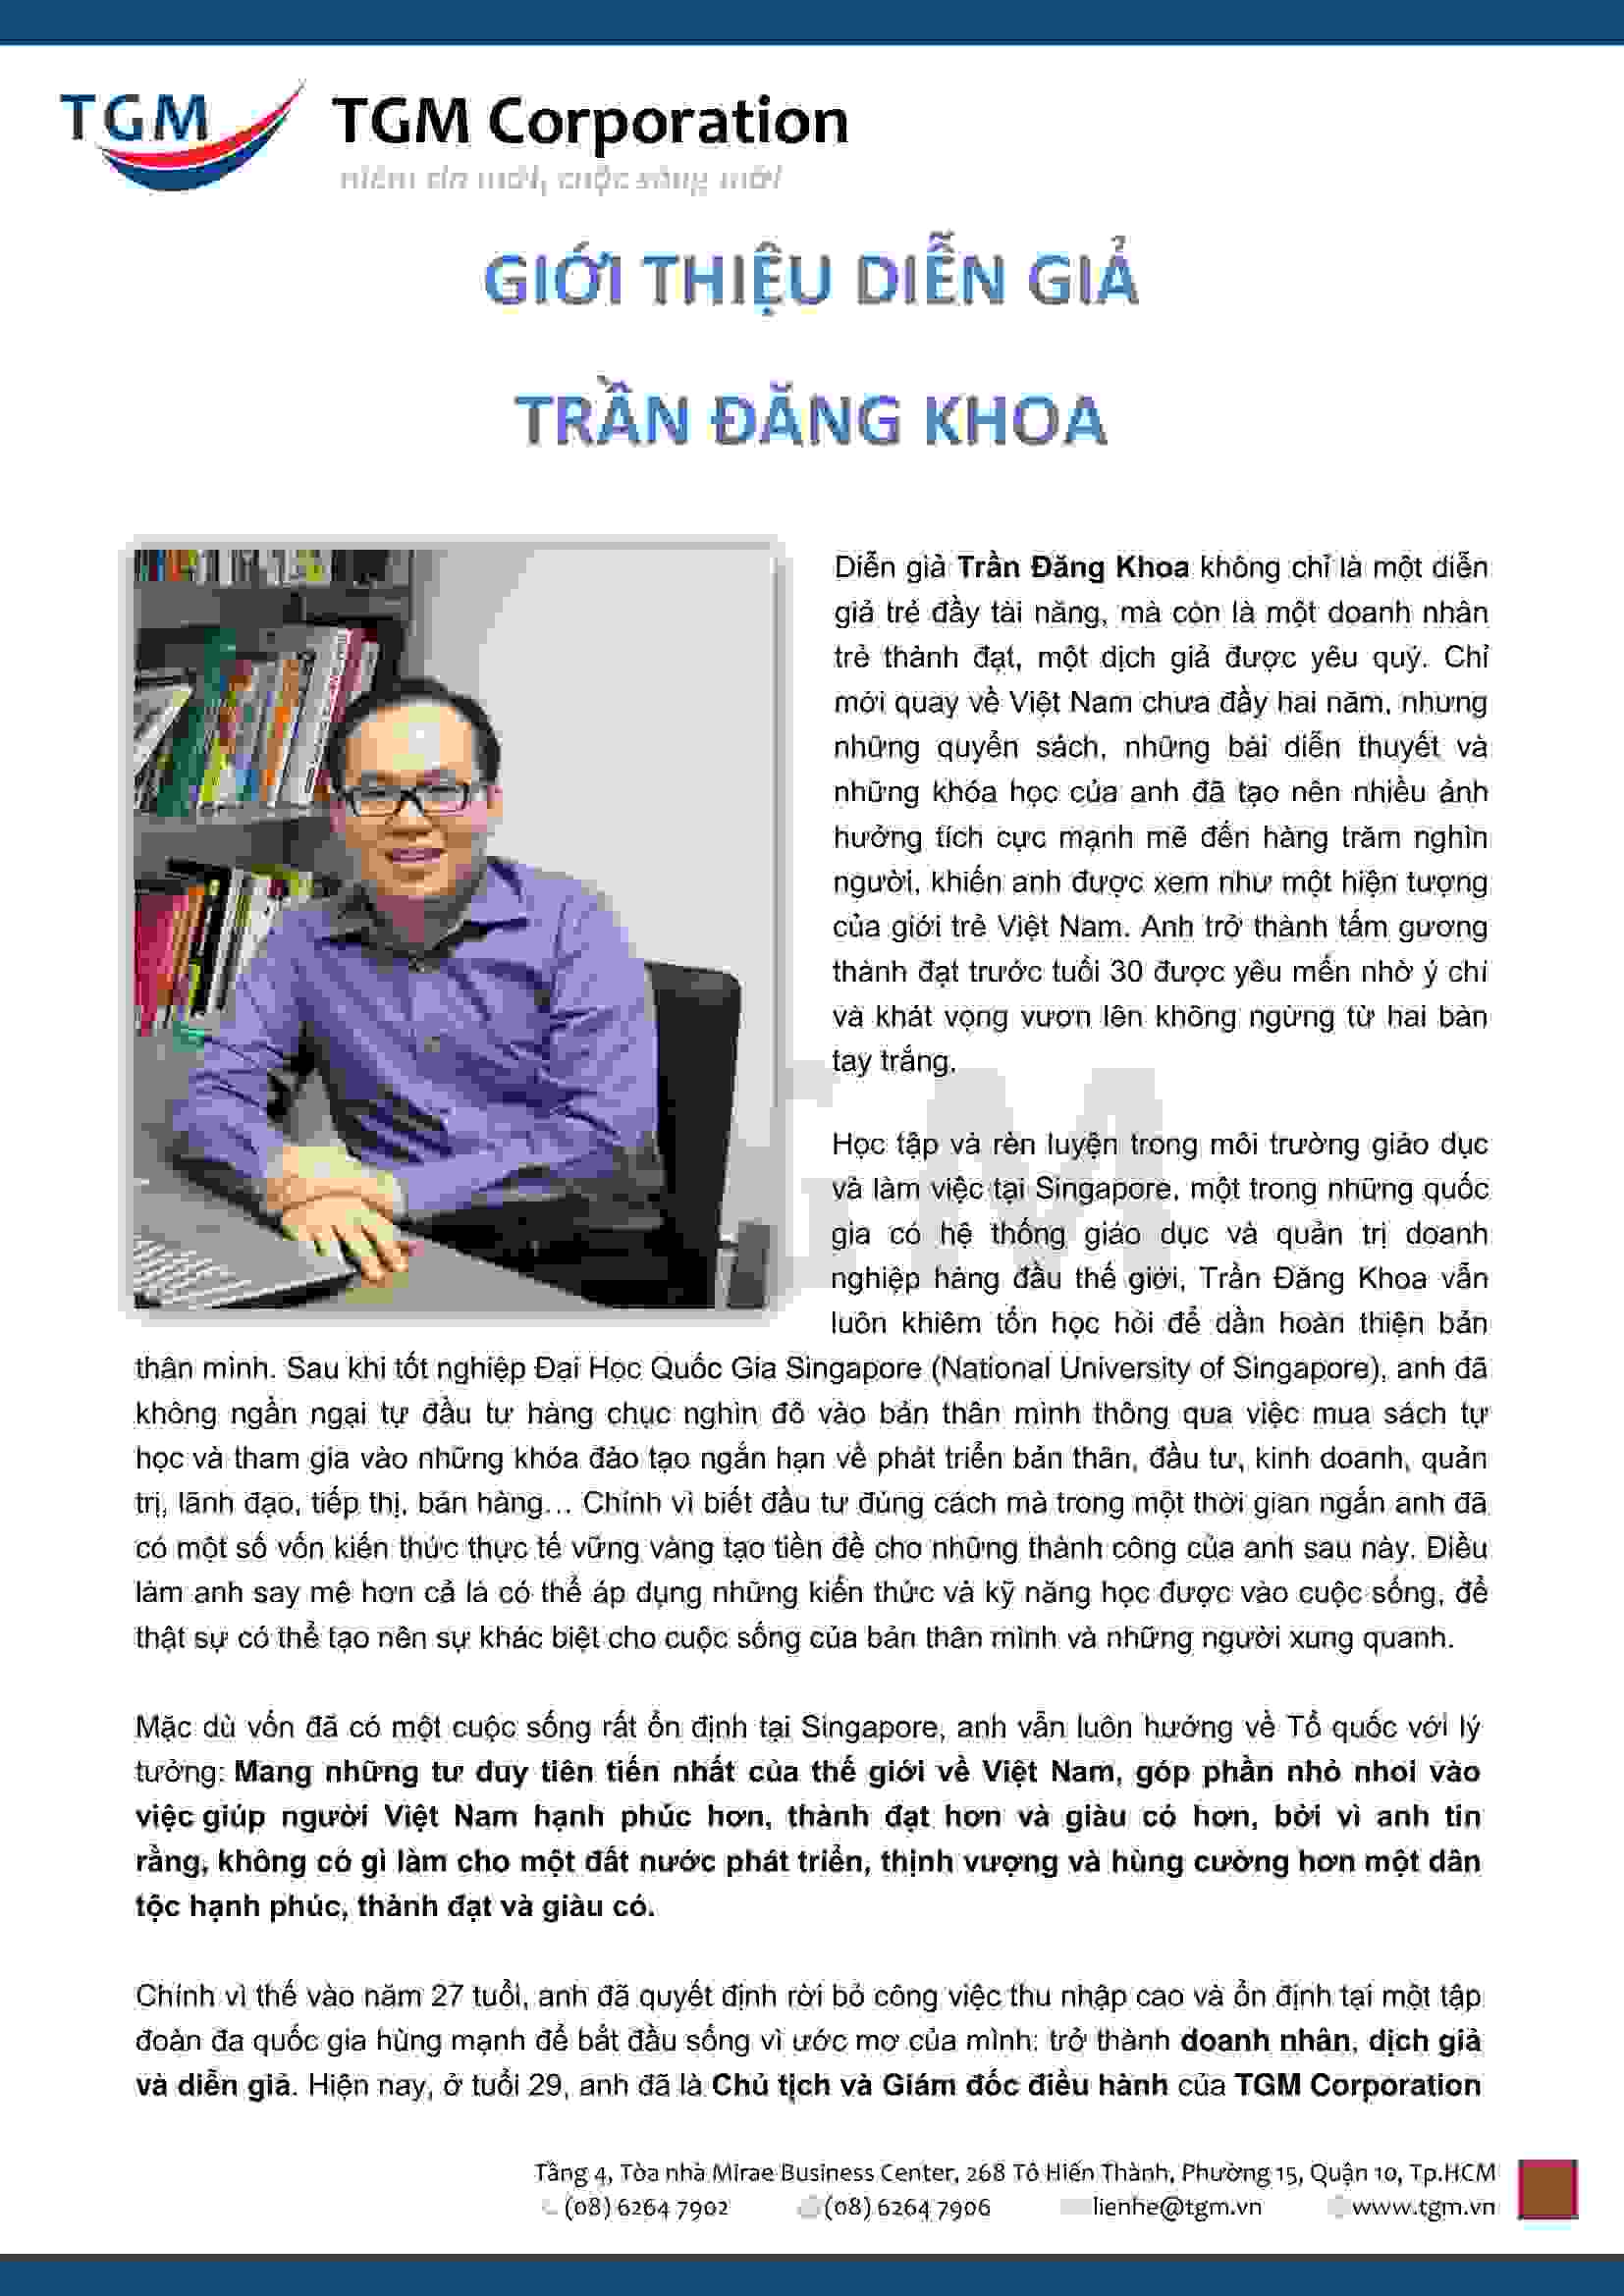 TGM
TGM Corporation
niềm tin mới, cuộc sống mới
GIỚI THIỆU DIỄN GIẢ
TRẦN ĐĂNG KHOA
Diễn giả Trần Đăng Khoa không chỉ là một diễn
giả trẻ đầy tài năng, mà còn là một doanh nhân
trẻ thành đạt, một dịch giả được yêu quý. Chỉ
mới quay về Việt Nam chưa đầy hai năm, nhưng
những quyển sách, những bài diễn thuyết và
những khóa học của anh đã tạo nên nhiều ảnh
hưởng tích cực mạnh mẽ đến hàng trăm nghìn
người, khiến anh được xem như một hiện tượng
của giới trẻ Việt Nam. Anh trở thành tấm gương
thành đạt trước tuổi 30 được yêu mến nhờ ý chí
và khát vọng vươn lên không ngừng từ hai bàn
tay trắng.
GM
Học tập và rèn luyện trong môi trường giáo dục
và làm việc tại Singapore, một trong những quốc
gia có hệ thống giáo dục và quản trị doanh
nghiệp hàng đầu thế giới, Trần Đăng Khoa vẫn
luôn khiêm tốn học hỏi để dần hoàn thiện bản
thân mình. Sau khi tốt nghiệp Đại Học Quốc Gia Singapore (National University of Singapore), anh đã
không ngần ngại tự đầu tư hàng chục nghìn đô vào bản thân mình thông qua việc mua sách tự
học và tham gia vào những khóa đào tạo ngắn hạn về phát triển bản thân, đầu tư, kinh doanh, quản
trị, lãnh đạo, tiếp thị, bán hàng… Chính vì biết đầu tư đúng cách mà trong một thời gian ngắn anh đã
có một số vốn kiến thức thực tế vững vàng tạo tiền đề cho những thành công của anh sau này. Điều
làm anh say mê hơn cả là có thể áp dụng những kiến thức và kỹ năng học được vào cuộc sống, để
thật sự có thể tạo nên sự khác biệt cho cuộc sống của bản thân mình và những người xung quanh.
Mặc dù vốn đã có một cuộc sống rất ổn định tại Singapore, anh vẫn luôn hướng về Tổ quốc với lý
tưởng: Mang những tư duy tiên tiến nhất của thế giới về Việt Nam, góp phần nhỏ nhoi vào
việc giúp người Việt Nam hạnh phúc hơn, thành đạt hơn và giàu có hơn, bởi vì anh tin
rằng, không có gì làm cho một đất nước phát triển, thịnh vượng và hùng cường hơn một dân
tộc hạnh phúc, thành đạt và giàu có.
Chính vì thế vào năm 27 tuổi, anh đã quyết định rời bỏ công việc thu nhập cao và ổn định tại một tập
đoàn đa quốc gia hùng mạnh để bắt đầu sống vì ước mơ của mình: trở thành doanh nhân, dịch giả
và diễn giả. Hiện nay, ở tuổi 29, anh đã là Chủ tịch và Giám đốc điều hành của TGM Corporation
Tầng 4, Tòa nhà Mirae Business Center, 268 Tô Hiến Thành, Phường 15, Quận 10, Tp.HCM
(08) 6264 7902 (08) 6264 7906 lienhe@tgm.vn www.tgm.vn